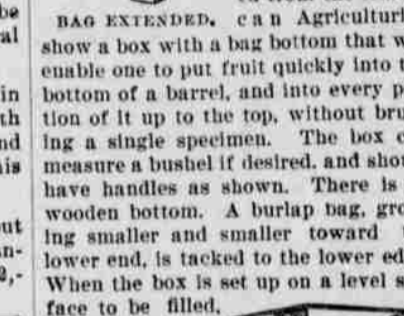 be
al
in
th
nd
his
out
an-
2,-
BAG EXTENDED. can Agricultur
show a box with a bag bottom that w
enable one to put fruit quickly into t
bottom of a barrel, and into every p
tion of it up to the top, without bru
ing a single specimen. The box c
measure a bushel if desired, and sho
have handles as shown. There is
wooden bottom. A burlap bag, gro
ing smaller and smaller toward
lower end, is tacked to the lower ed
When the box is set up on a level s
face to be filled,